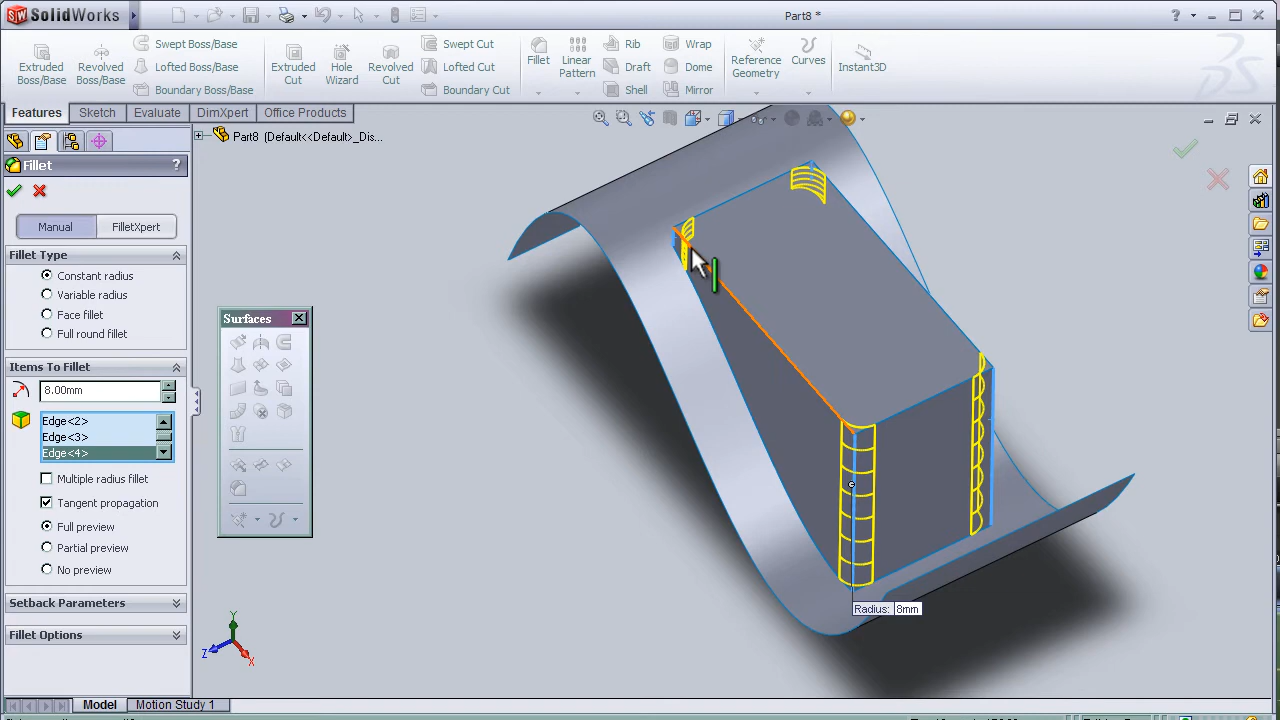 SW SolidWorks
Part8 *
Extruded Boss/Base
Revolved Boss/Base
Swept Boss/Base
Lofted Boss/Base
Boundary Boss/Base
Extruded Cut
Hole Wizard
Revolved Cut
Swept Cut
Lofted Cut
Boundary Cut
Fillet
Linear Pattern
Rib
Draft
Shell
Wrap
Dome
Mirror
Reference Geometry
Curves
Instant3D
Features
Sketch
Evaluate
DimXpert
Office Products
Part8 (Default<<Default>_Dis...
Fillet
?
Manual
FilletXpert
Fillet Type
Constant radius
Variable radius
Face fillet
Full round fillet
Items To Fillet
8.00mm
Edge<2>
Edge<3>
Edge<4>
Multiple radius fillet
Tangent propagation
Full preview
Partial preview
No preview
Setback Parameters
Fillet Options
Surfaces
Radius: 8mm
Y
Z
X
Model
Motion Study 1